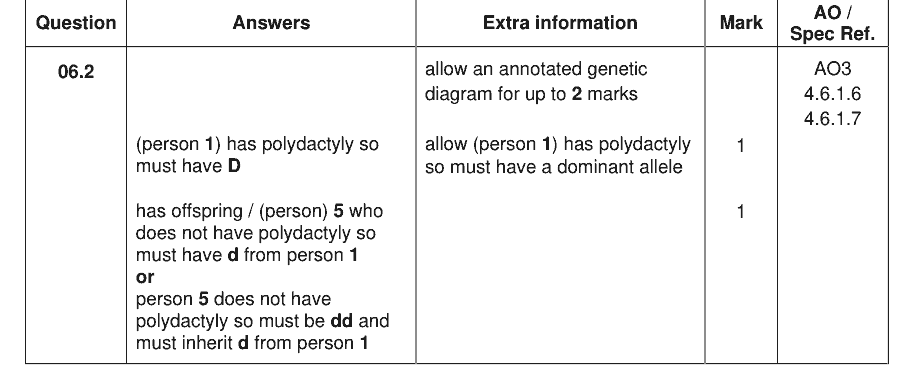 Question Answers Extra information Mark AO /
Spec Ref.
06.2 allow an annotated genetic AO3
diagram for up to 2 marks 4.6.1.6
4.6.1.7
(person 1) has polydactyly so allow (person 1) has polydactyly 1
must have D so must have a dominant allele
has offspring / (person) 5 who 1
does not have polydactyly so
must have d from person 1
or
person 5 does not have
polydactyly so must be dd and
must inherit d from person 1